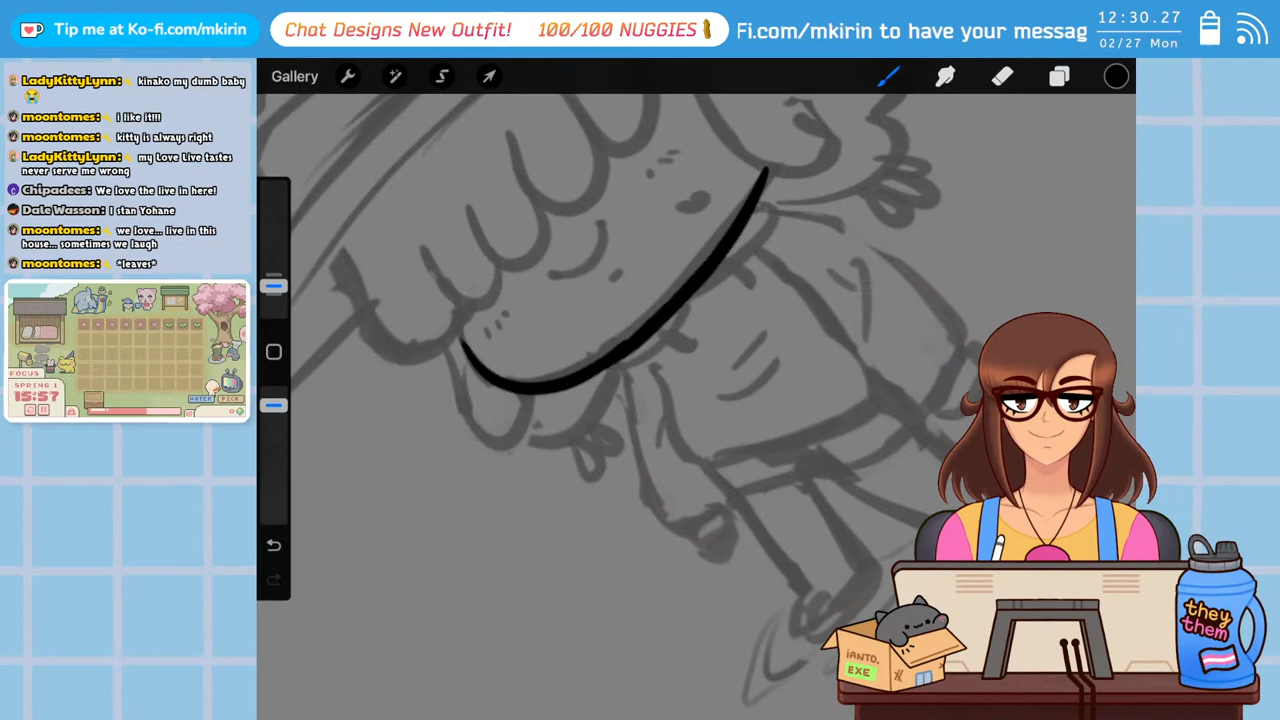 Tip me at Ko-fi.com/mkirin
Chat Designs New Outfit! 100/100 NUGGIES
Fi.com/mkirin to have your messag
12:30.27
02/27 Mon
Gallery
LadyKittyLynn: kinako my dumb baby
moontomes: i like it!!!
moontomes: kitty is always right
LadyKittyLynn: my Love Live tastes
never serve me wrong
Chipadees: We love the live in here!
Dale Wasson: I stan Yohane
moontomes: we love... live in this
house... sometimes we laugh
moontomes: *leaves*
FOCUS
SPRING 1
15:57
WATER
PICK
0
IANTO.
EXE
they
them